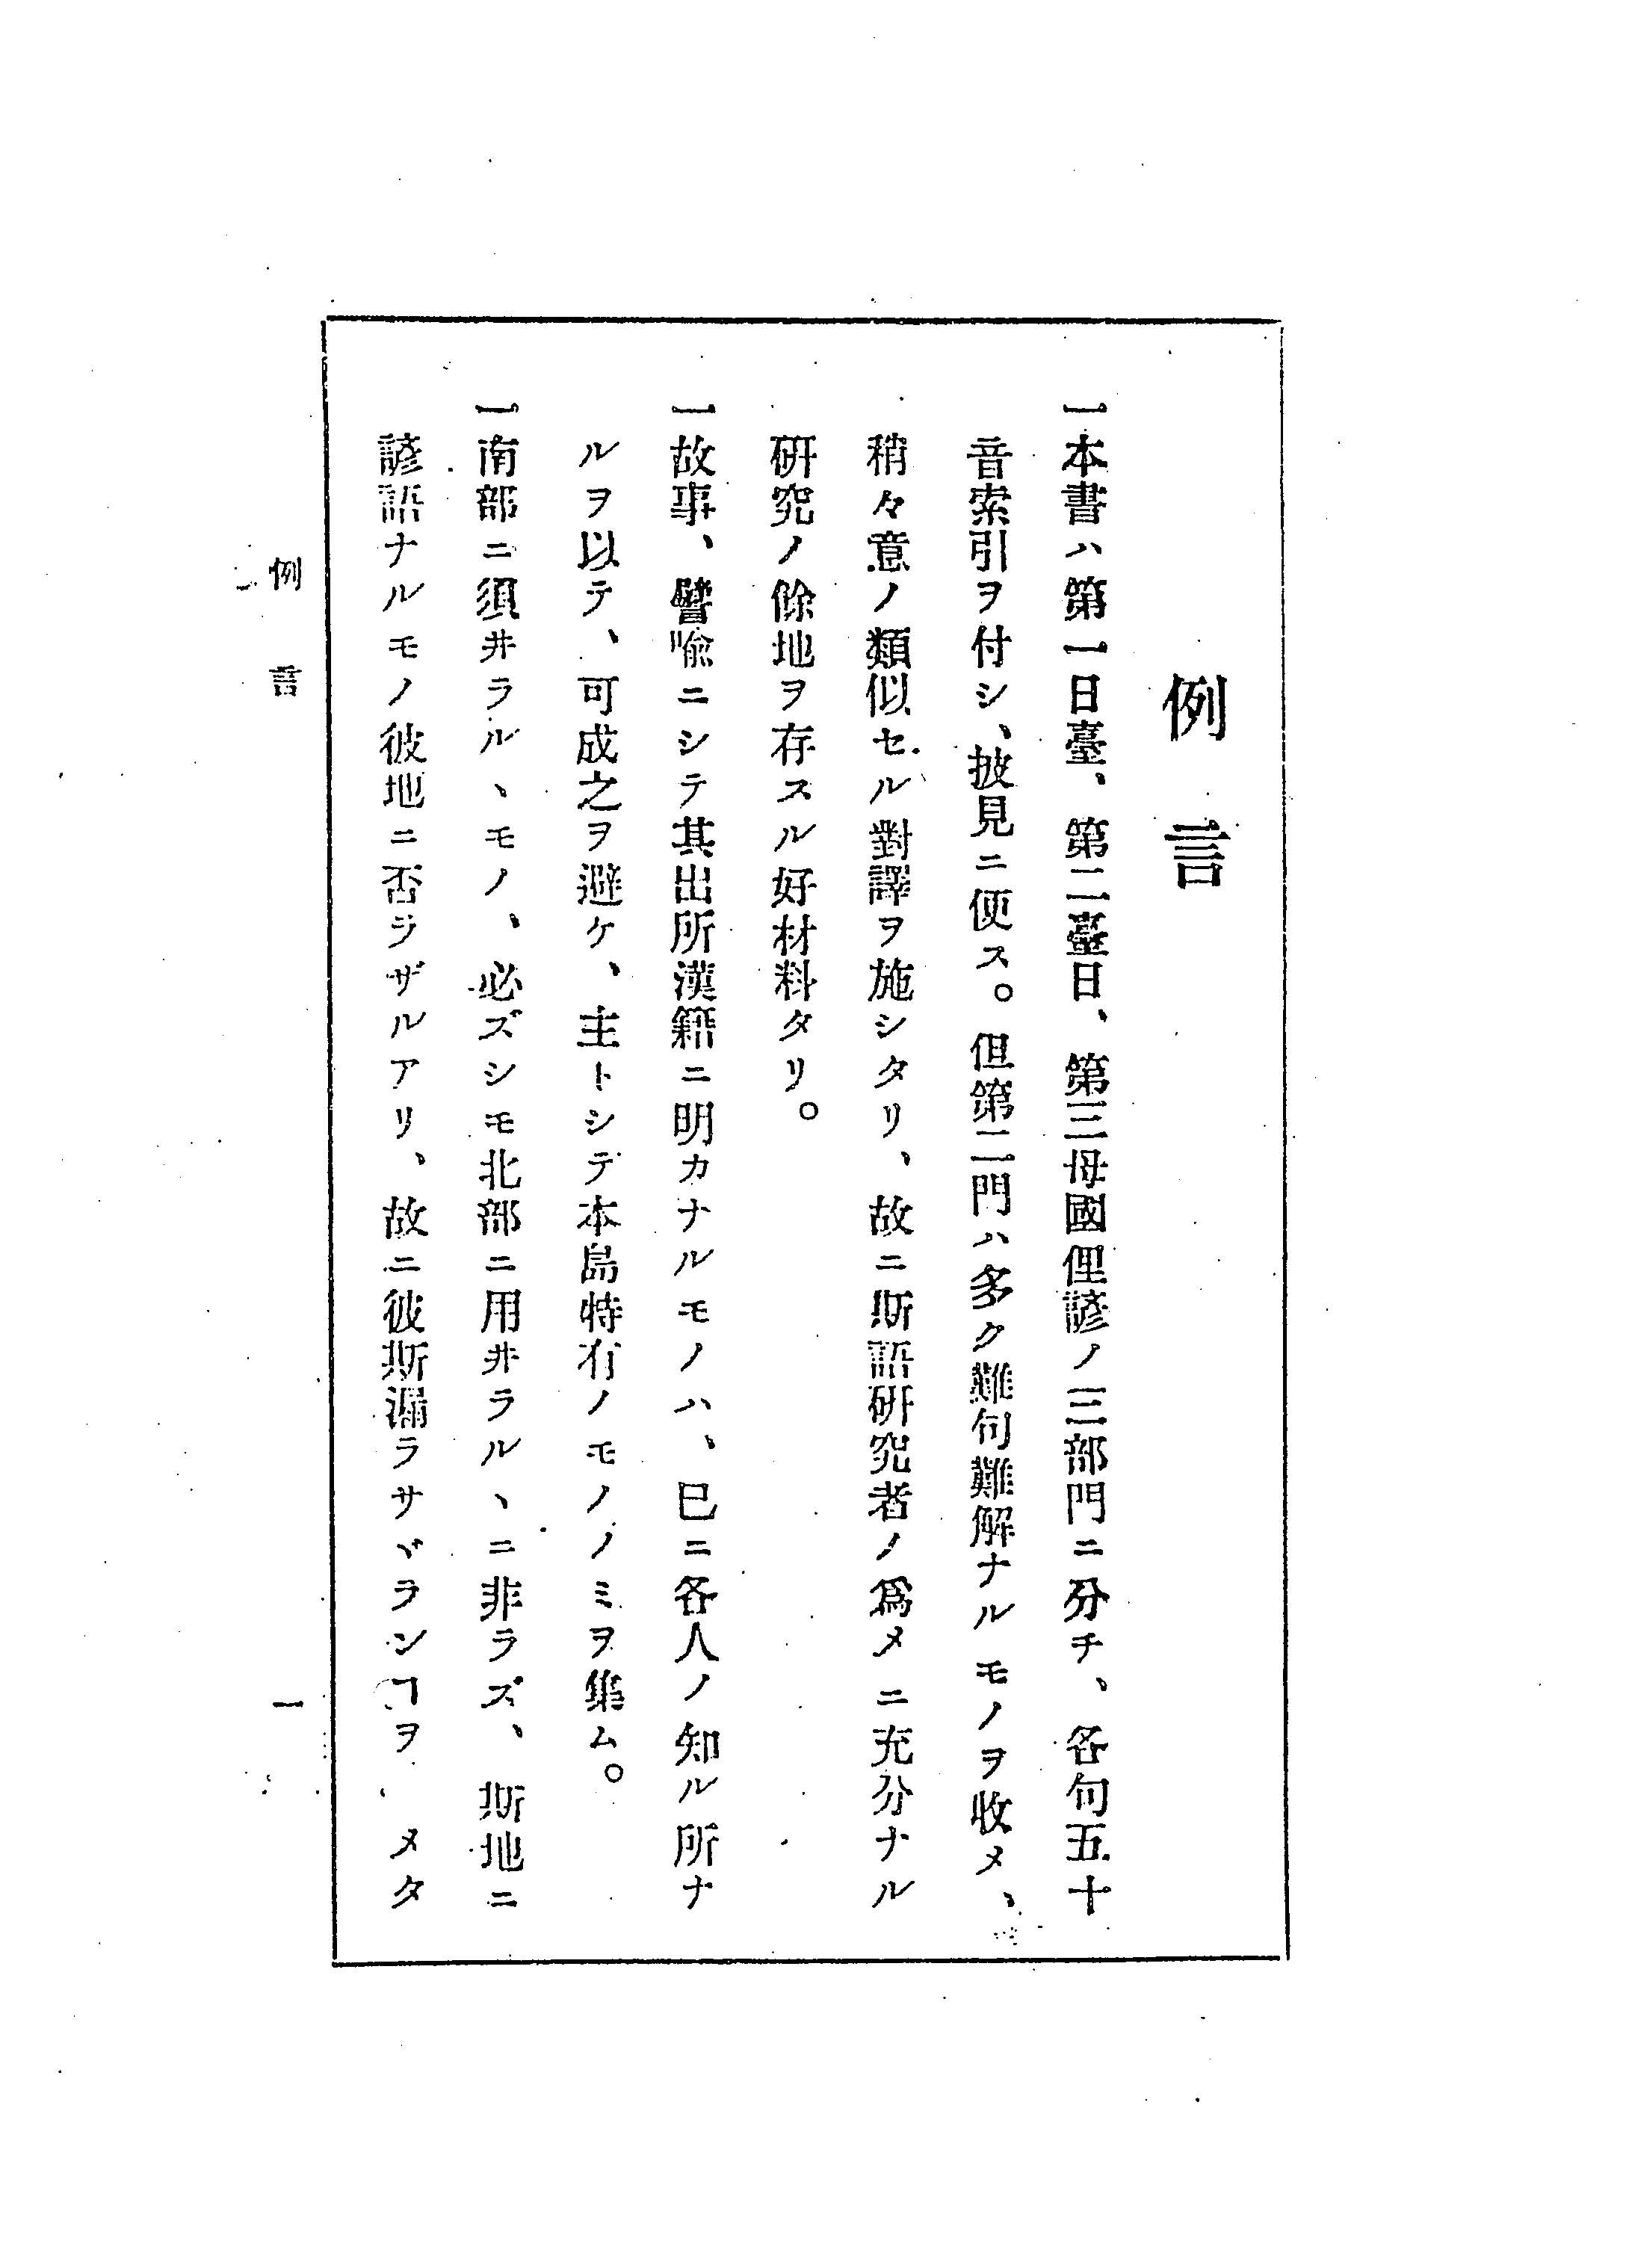 例言
一本書ハ第一日臺、第二臺日、第三母國俚諺ノ三部門ニ分チ、各句五十
音索引ヲ付シ、披見ニ便ス。但第二門ハ多ク難句難解ナルモノヲ收メ、
稍々意ノ類似セル對譯ヲ施シタリ、故ニ斯語硏究者ノ爲メニ充分ナル
硏究ノ餘地ヲ存スル好材料タリ。
一故事、譬喩ニシテ其出所漢籍ニ明カナルモノハ、已ニ各人ノ知ル所ナ
ルヲ以テ、可成之ヲ避ケ、主トシテ本島特有ノモノノミヲ集ム。
一南部ニ須井ラルヽモノ、必ズシモ北部ニ用井ラルヽニ非ラズ、斯地ニ
諺語ナルモノ彼地ニ否ラザルアリ、故ニ彼斯漏ラサヾランヿヲ メタ
例言
一